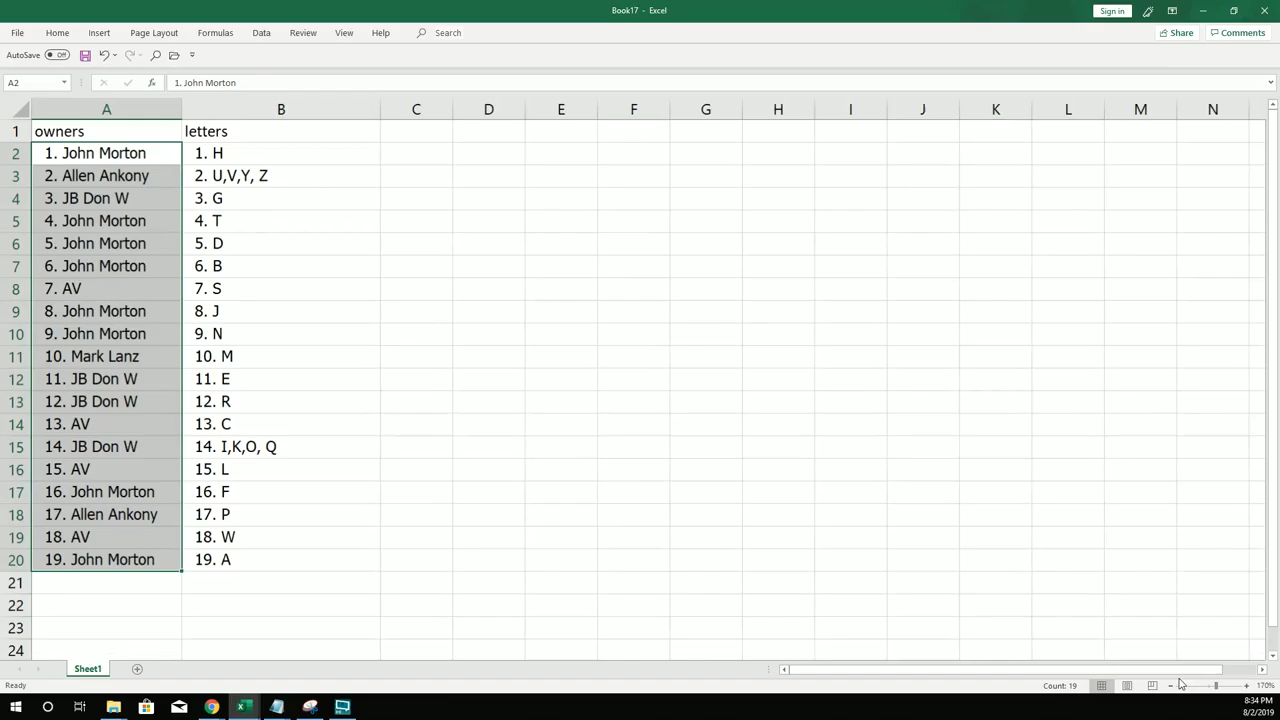 Book17 - Excel
Sign in
File Home Insert Page Layout Formulas Data Review View Help Search Share Comments
AutoSave Off
A2 fx 1. John Morton
A B C D E F G H I J K L M N
1 owners letters
2 1. John Morton 1. H
3 2. Allen Ankony 2. U,V,Y, Z
4 3. JB Don W 3. G
5 4. John Morton 4. T
6 5. John Morton 5. D
7 6. John Morton 6. B
8 7. AV 7. S
9 8. John Morton 8. J
10 9. John Morton 9. N
11 10. Mark Lanz 10. M
12 11. JB Don W 11. E
13 12. JB Don W 12. R
14 13. AV 13. C
15 14. JB Don W 14. I,K,O, Q
16 15. AV 15. L
17 16. John Morton 16. F
18 17. Allen Ankony 17. P
19 18. AV 18. W
20 19. John Morton 19. A
21
22
23
24
Sheet1
Ready Count: 19 170%
8:34 PM
8/2/2019